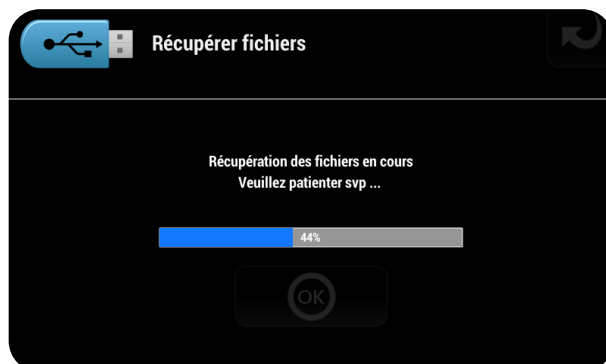 Récupérer fichiers
Récupération des fichiers en cours
Veuillez patienter svp ...
44%
OK